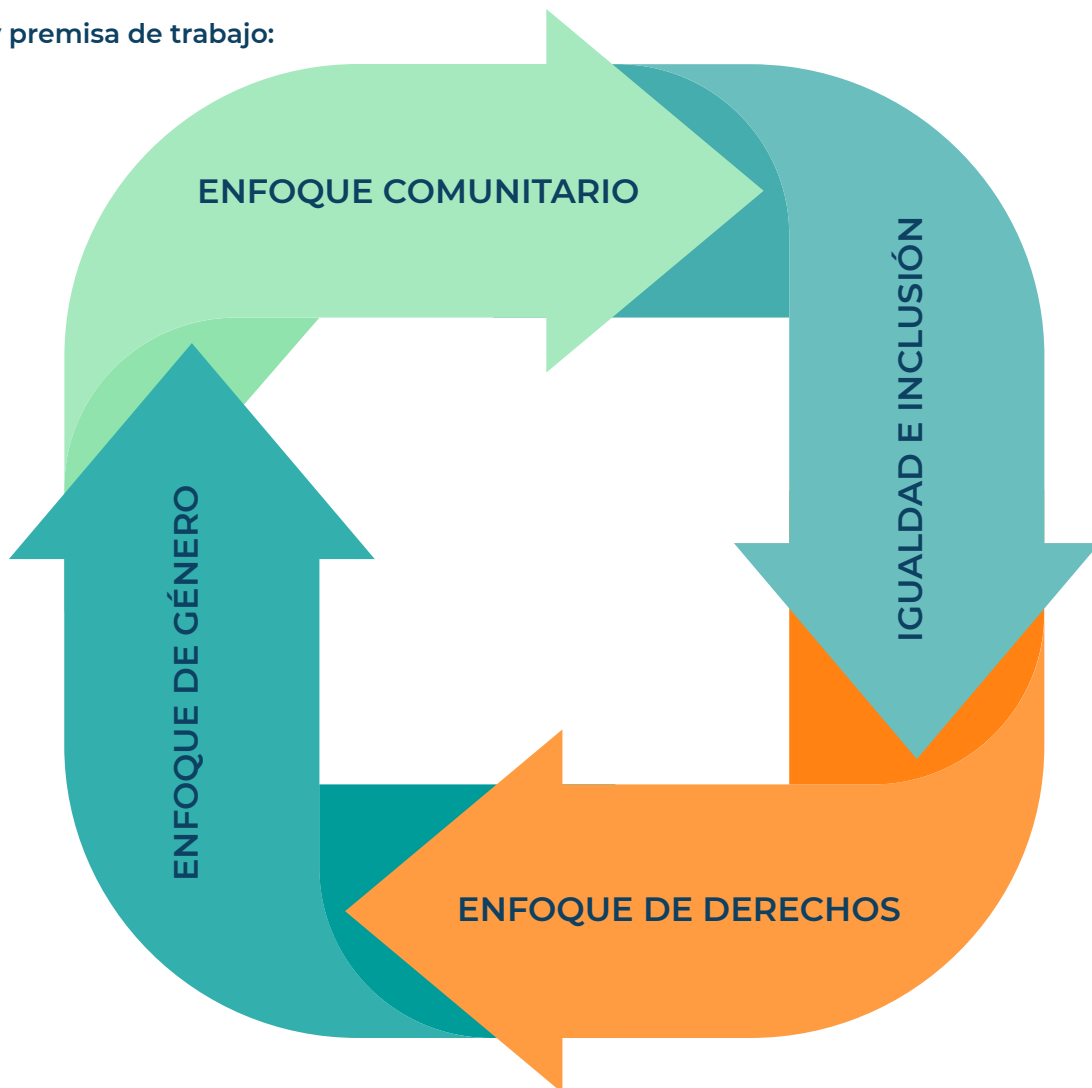 y premisa de trabajo:
ENFOQUE COMUNITARIO
IGUALDAD E INCLUSIÓN
ENFOQUE DE GÉNERO
ENFOQUE DE DERECHOS